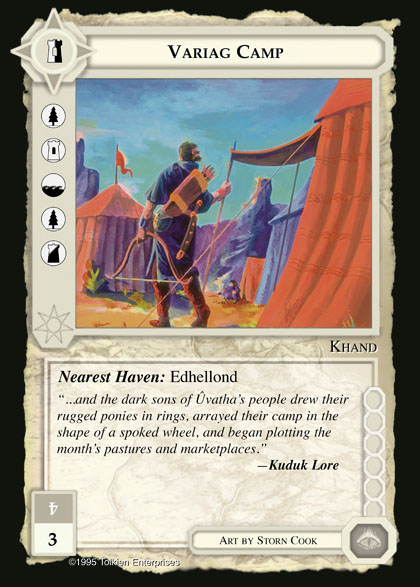 Variag Camp
Khand
Nearest Haven: Edhellond
“...and the dark sons of Úvatha’s people drew their
rugged ponies in rings, arrayed their camp in the
shape of a spoked wheel, and began plotting the
month’s pastures and marketplaces.”
—Kuduk Lore
3
Art by Storn Cook
©1995 Tolkien Enterprises